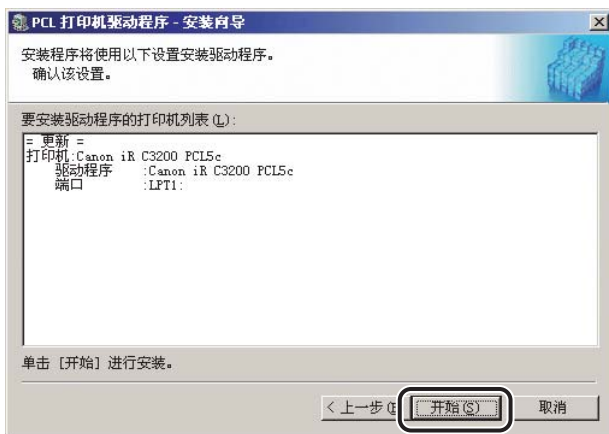 PCL 打印机驱动程序 - 安装向导
安装程序将使用以下设置安装驱动程序。
确认该设置。
要安装驱动程序的打印机列表(L):
= 更新 =
打印机:Canon iR C3200 PCL5c
驱动程序 :Canon iR C3200 PCL5c
端口 :LPT1:
单击 [开始] 进行安装。
< 上一步 开始(S) 取消